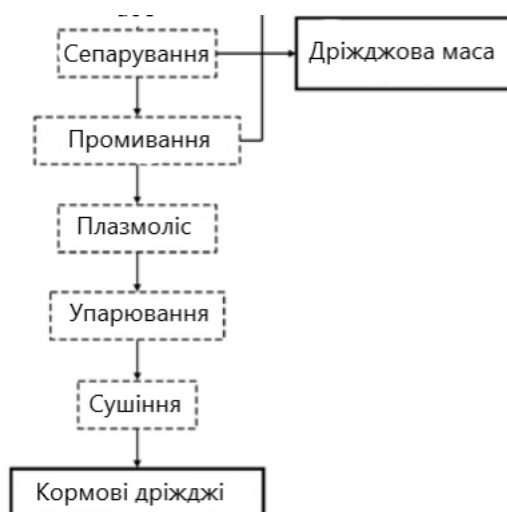 Сепарування
Дріжджова маса
Промивання
Плазмоліс
Упарювання
Сушіння
Кормові дріжджі